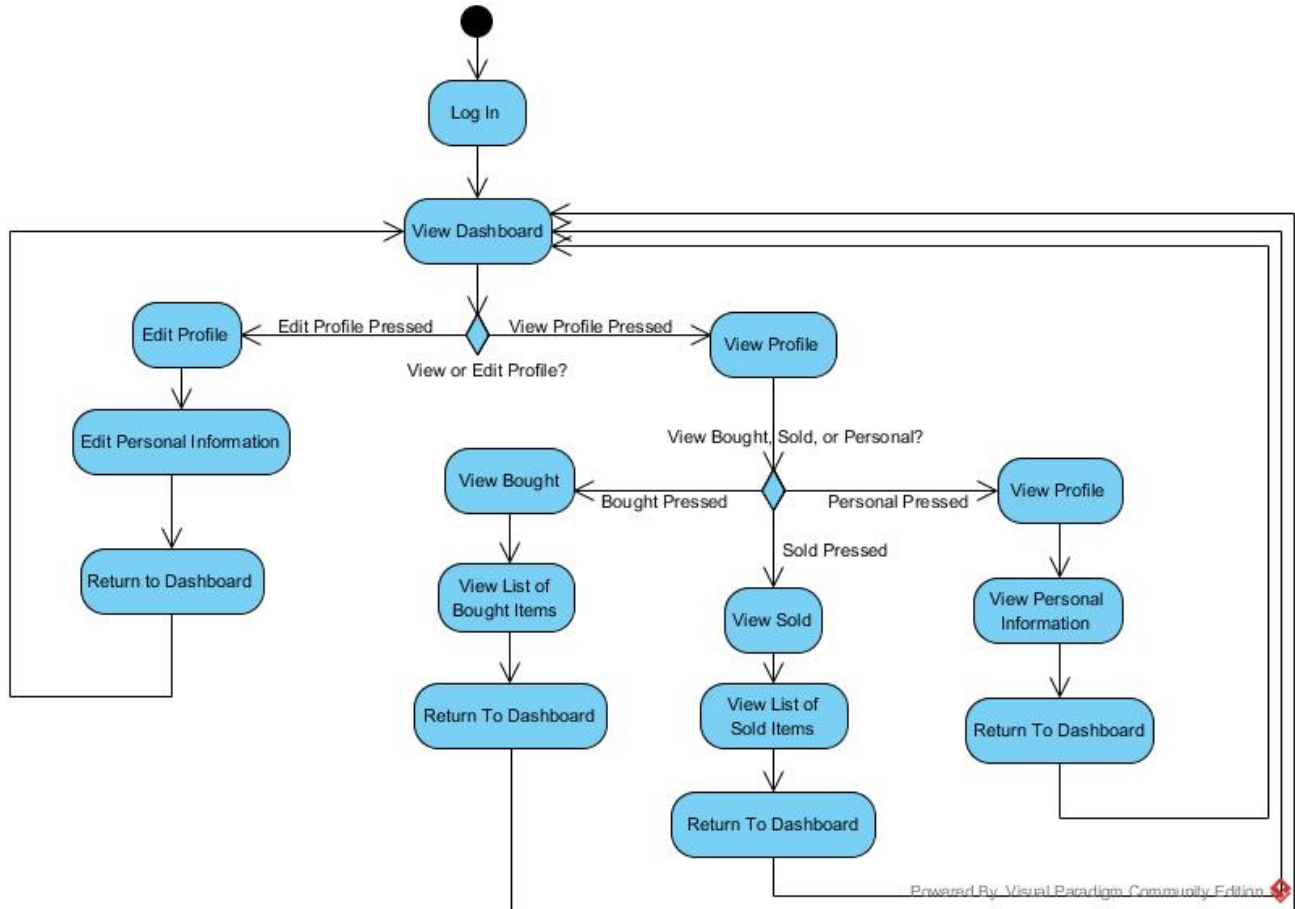 Log In
View Dashboard
Edit Profile
Edit Profile Pressed
View Profile Pressed
View Profile
View or Edit Profile?
Edit Personal Information
View Bought, Sold, or Personal?
View Bought
Bought Pressed
Personal Pressed
View Profile
Sold Pressed
Return to Dashboard
View List of
Bought Items
View Sold
View Personal
Information
Return To Dashboard
View List of
Sold Items
Return To Dashboard
Return To Dashboard
Powered By Visual Paradigm Community Edition